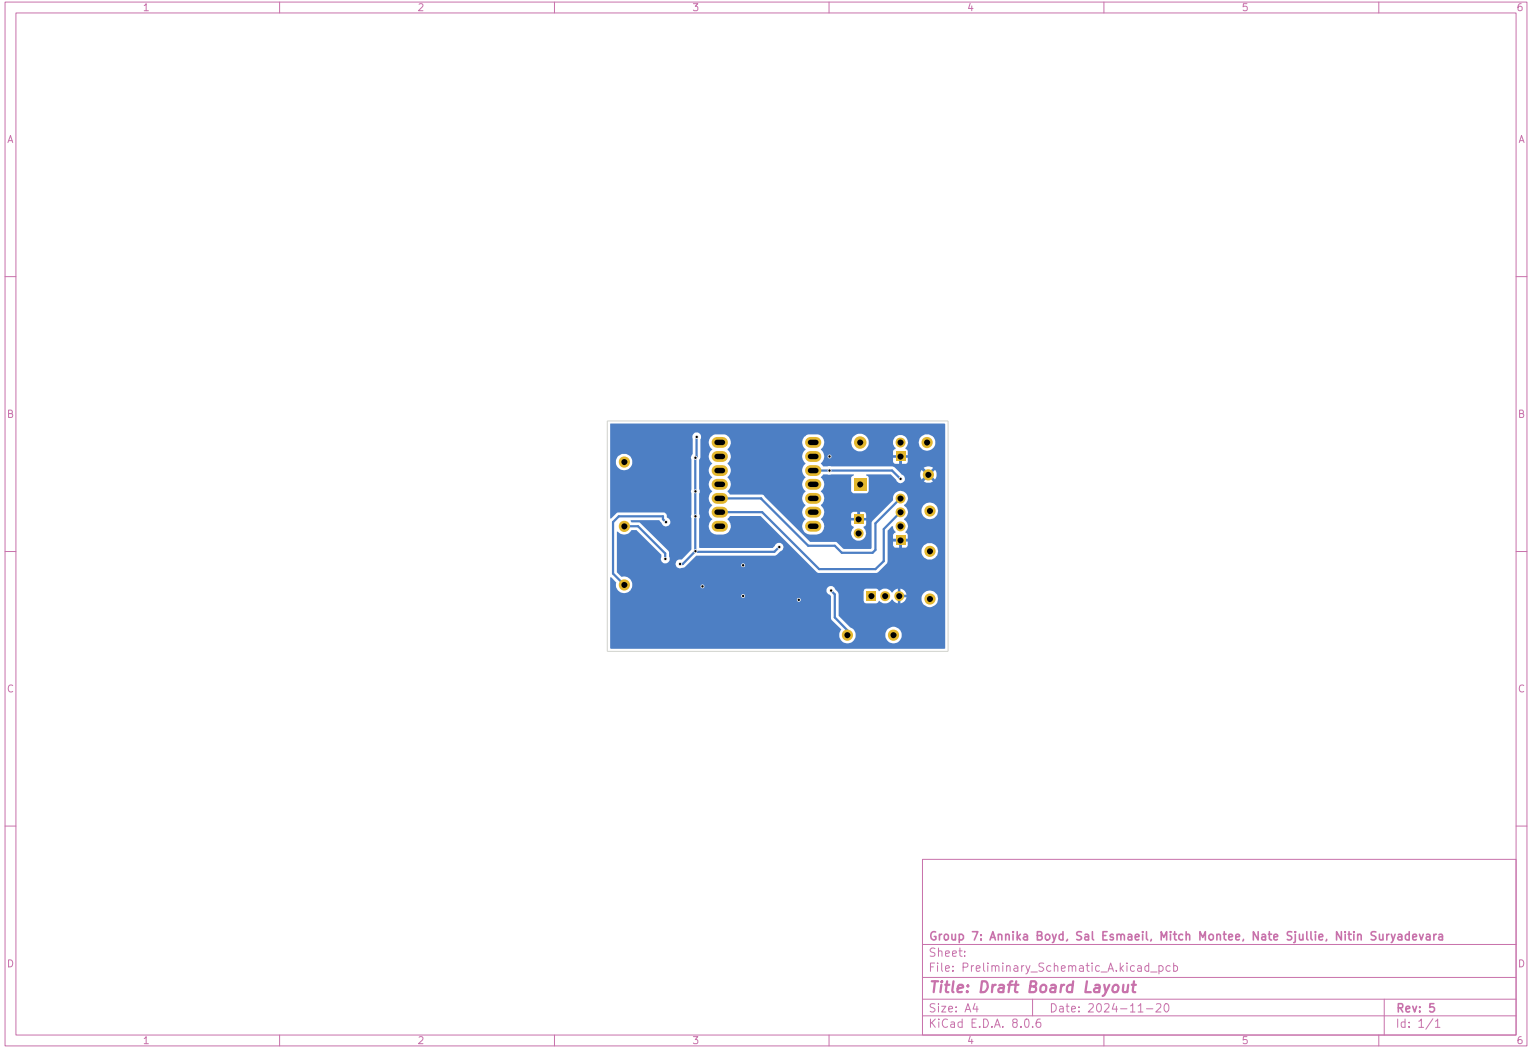 1 2 3 4 5 6
A A
B B
C C
D D
Group 7: Annika Boyd, Sal Esmaeil, Mitch Montee, Nate Sjullie, Nitin Suryadevara
Sheet:
File: Preliminary_Schematic_A.kicad_pcb
Title: Draft Board Layout
Size: A4 Date: 2024-11-20 Rev: 5
KiCad E.D.A. 8.0.6 Id: 1/1
1 2 3 4 5 6